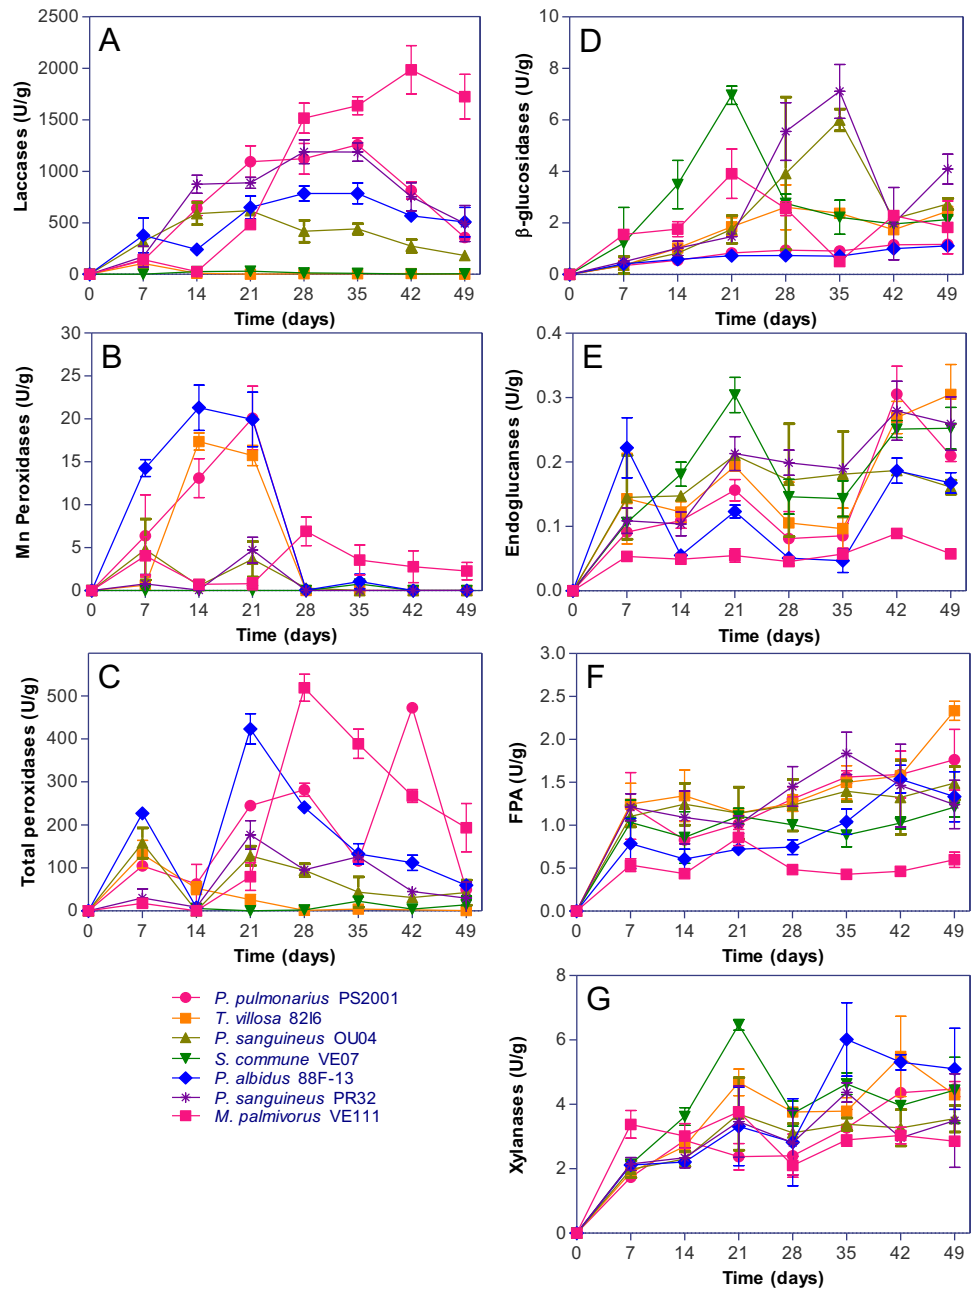 A
Laccases (U/g)
2500
2000
1500
1000
500
0
0 7 14 21 28 35 42 49
Time (days)
B
Mn Peroxidases (U/g)
30
25
20
15
10
5
0
0 7 14 21 28 35 42 49
Time (days)
C
Total peroxidases (U/g)
500
400
300
200
100
0
0 7 14 21 28 35 42 49
Time (days)
P. pulmonarius PS2001
T. villosa 82I6
P. sanguineus OU04
S. commune VE07
P. albidus 88F-13
P. sanguineus PR32
M. palmivorus VE111
D
β-glucosidases (U/g)
10
8
6
4
2
0
0 7 14 21 28 35 42 49
Time (days)
E
Endoglucanses (U/g)
0.4
0.3
0.2
0.1
0.0
0 7 14 21 28 35 42 49
Time (days)
F
FPA (U/g)
3.0
2.5
2.0
1.5
1.0
0.5
0.0
0 7 14 21 28 35 42 49
Time (days)
G
Xylanases (U/g)
8
6
4
2
0
0 7 14 21 28 35 42 49
Time (days)